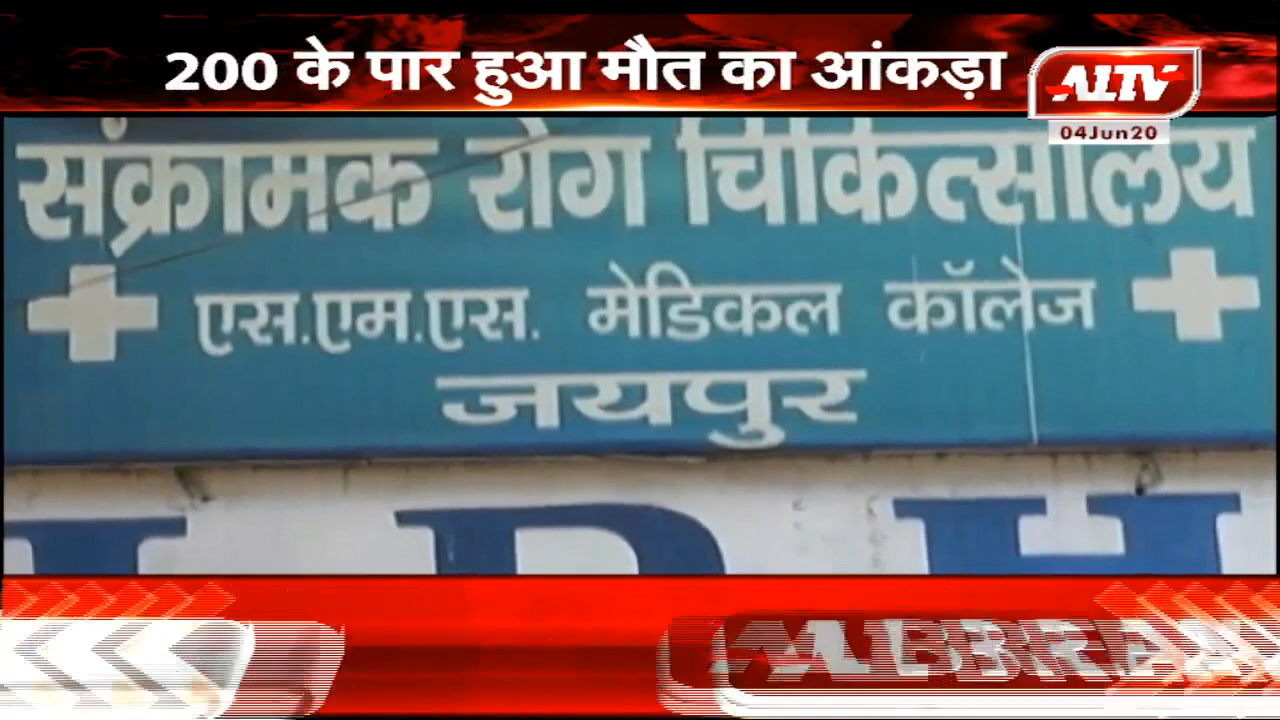 200 के पार हुआ मौत का आंकड़ा
ALTV
04Jun20
संक्रामक रोग चिकित्सालय
एस.एम.एस. मेडिकल कॉलेज
जयपुर